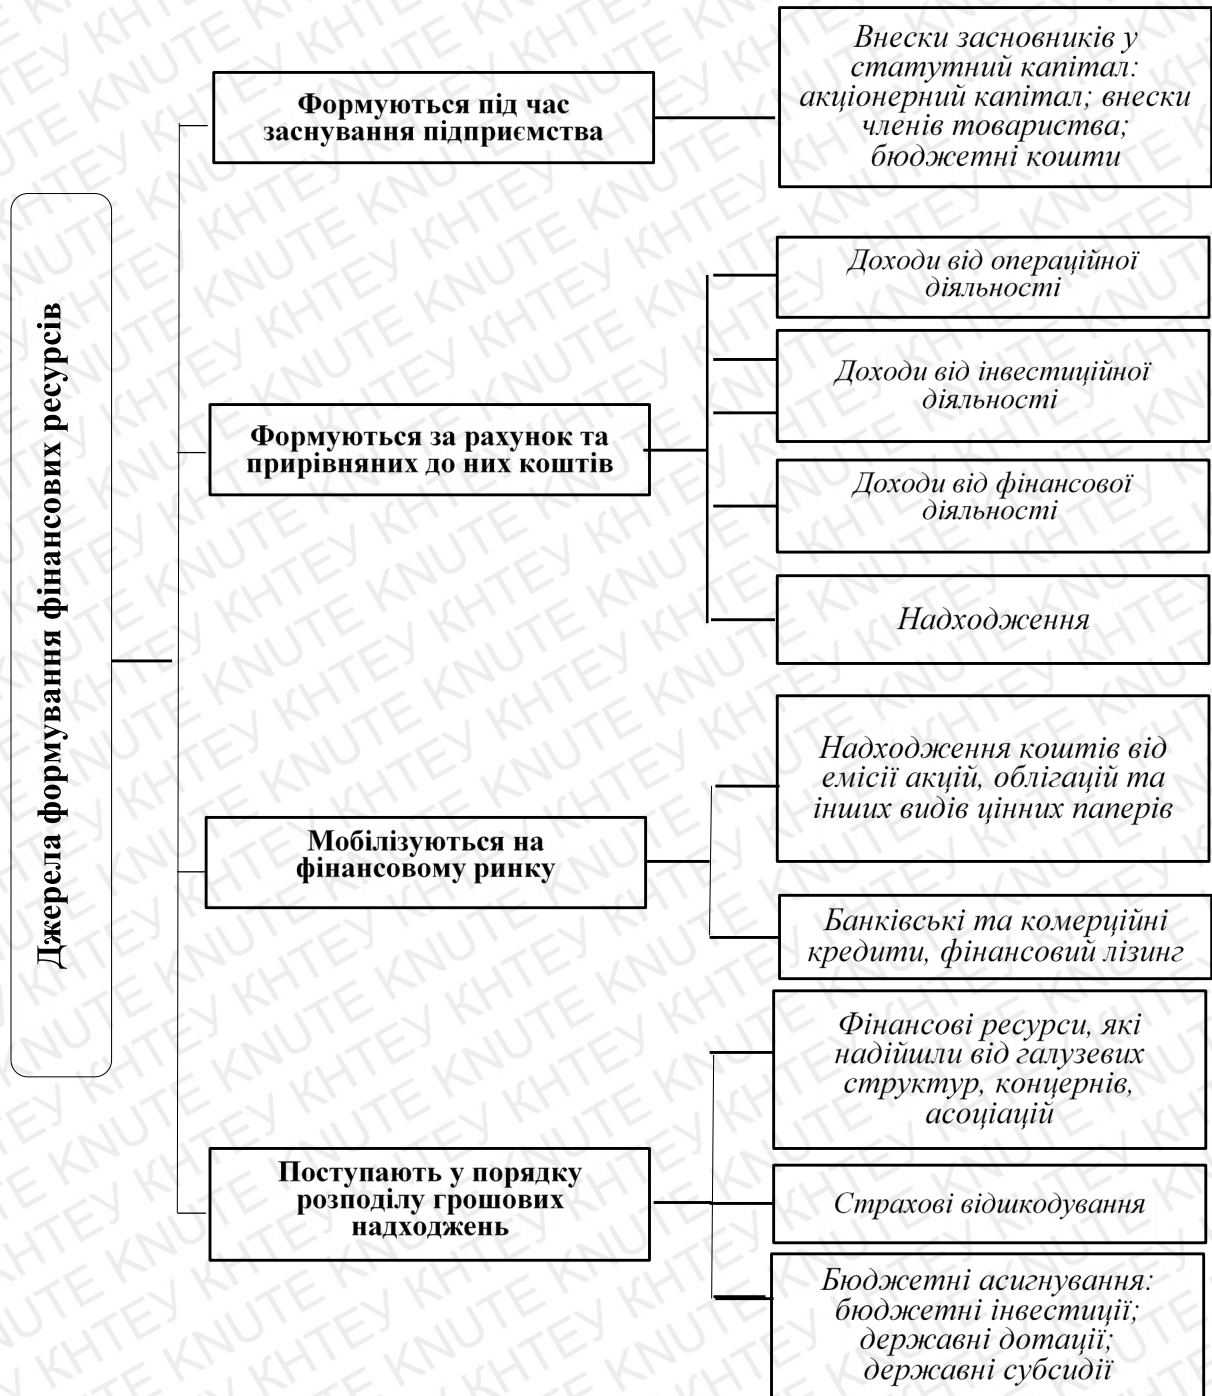 Джерела формування фінансових ресурсів
Формуються під час
заснування підприємства
Внески засновників у
статутний капітал:
акціонерний капітал; внески
членів товариства;
бюджетні кошти
Формуються за рахунок та
прирівняних до них коштів
Доходи від операційної
діяльності
Доходи від інвестиційної
діяльності
Доходи від фінансової
діяльності
Надходження
Мобілізуються на
фінансовому ринку
Надходження коштів від
емісії акцій, облігацій та
інших видів цінних паперів
Банківські та комерційні
кредити, фінансовий лізинг
Поступають у порядку
розподілу грошових
надходжень
Фінансові ресурси, які
надійшли від галузевих
структур, концернів,
асоціацій
Страхові відшкодування
Бюджетні асигнування:
бюджетні інвестиції;
державні дотації;
державні субсидії